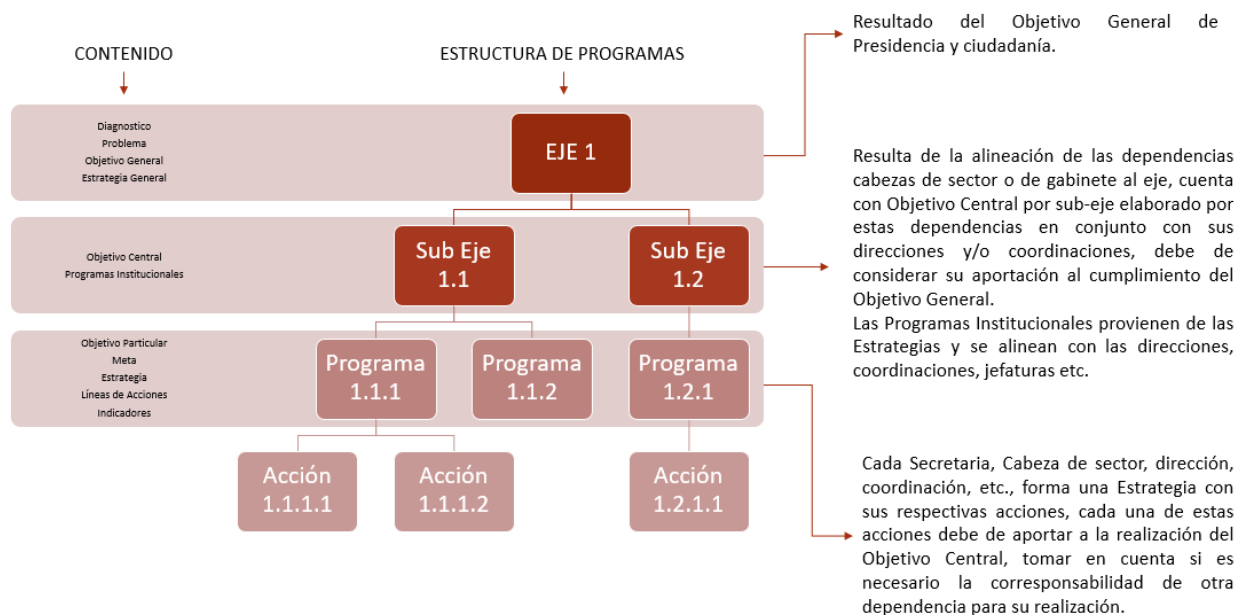 CONTENIDO
ESTRUCTURA DE PROGRAMAS
Resultado del Objetivo General de
Presidencia y ciudadanía.
Diagnostico
Problema
Objetivo General
Estrategia General
EJE 1
Objetivo Central
Programas Institucionales
Sub Eje
1.1
Sub Eje
1.2
Resulta de la alineación de las dependencias
cabezas de sector o de gabinete al eje, cuenta
con Objetivo Central por sub-eje elaborado por
estas dependencias en conjunto con sus
direcciones y/o coordinaciones, debe de
considerar su aportación al cumplimiento del
Objetivo General.
Las Programas Institucionales provienen de las
Estrategias y se alinean con las direcciones,
coordinaciones, jefaturas etc.
Objetivo Particular
Meta
Estrategia
Líneas de Acciones
Indicadores
Programa
1.1.1
Programa
1.1.2
Programa
1.2.1
Acción
1.1.1.1
Acción
1.1.1.2
Acción
1.2.1.1
Cada Secretaria, Cabeza de sector, dirección,
coordinación, etc., forma una Estrategia con
sus respectivas acciones, cada una de estas
acciones debe de aportar a la realización del
Objetivo Central, tomar en cuenta si es
necesario la corresponsabilidad de otra
dependencia para su realización.